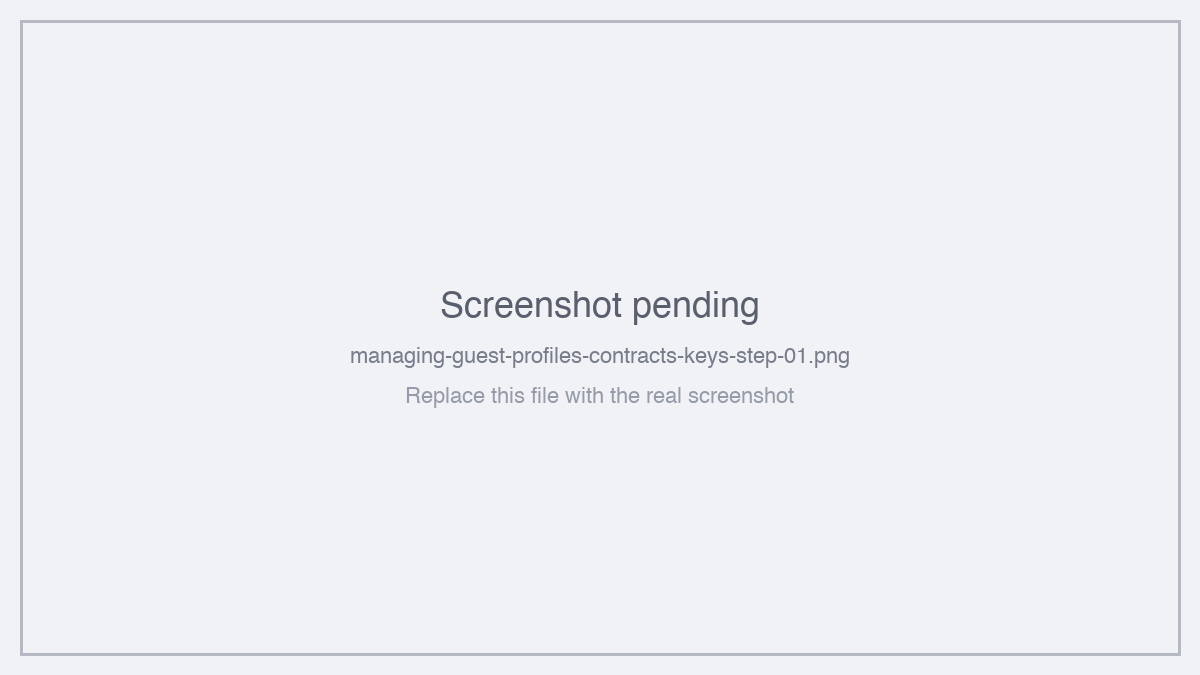 Screenshot pending
managing-guest-profiles-contracts-keys-step-01.png
Replace this file with the real screenshot